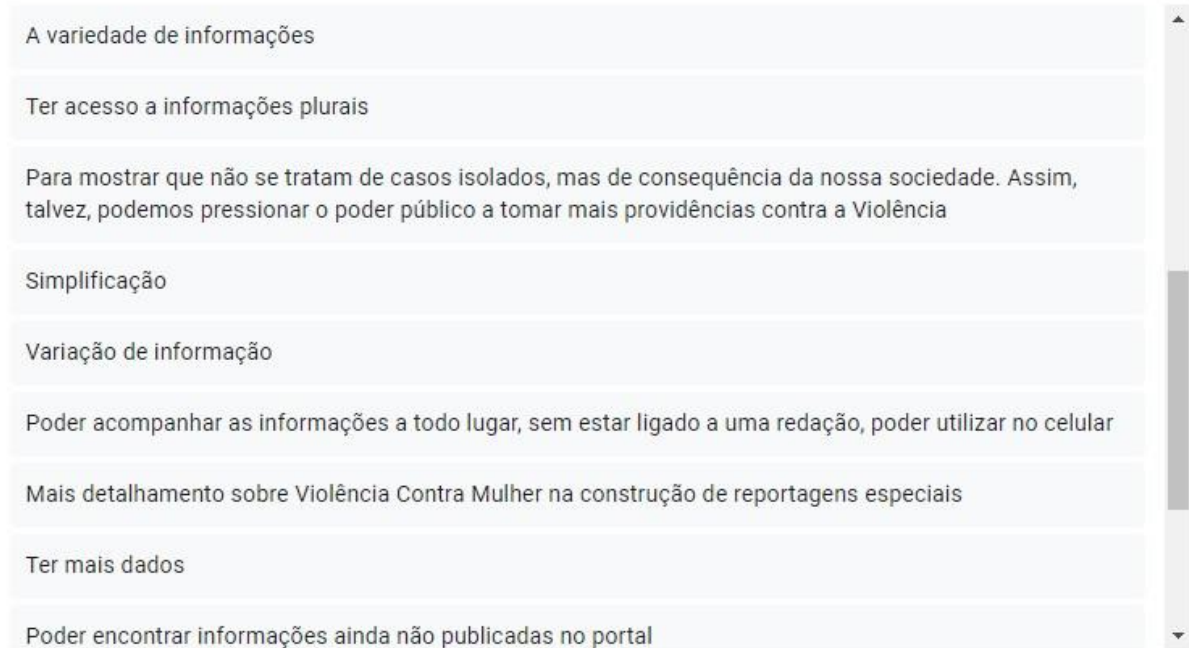 A variedade de informações
Ter acesso a informações plurais
Para mostrar que não se tratam de casos isolados, mas de consequência da nossa sociedade. Assim,
talvez, podemos pressionar o poder público a tomar mais providências contra a Violência
Simplificação
Variação de informação
Poder acompanhar as informações a todo lugar, sem estar ligado a uma redação, poder utilizar no celular
Mais detalhamento sobre Violência Contra Mulher na construção de reportagens especiais
Ter mais dados
Poder encontrar informações ainda não publicadas no portal